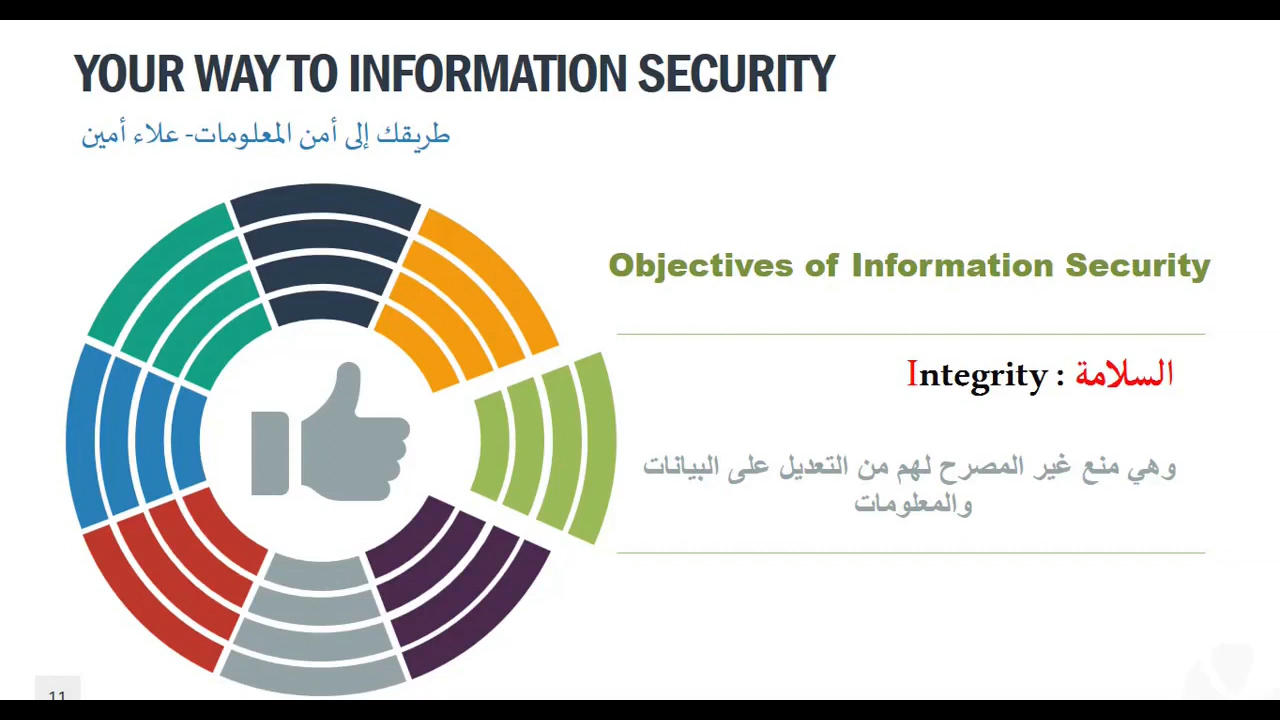 YOUR WAY TO INFORMATION SECURITY
طريقك إلى أمن المعلومات- علاء أمين
Objectives of Information Security
Integrity : السلامة
وهي منع غير المصرح لهم من التعديل على البيانات
والمعلومات
11